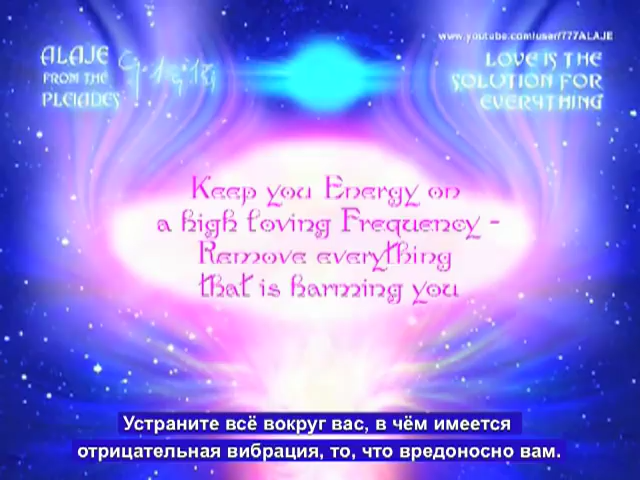 www.youtube.com/user/777ALAJE
ALAJE
FROM THE
PLEIADES
LOVE IS THE
SOLUTION FOR
EVERYTHING
Keep you Energy on
a high loving Frequency -
Remove everything
that is harming you
Устраните всё вокруг вас, в чём имеется
отрицательная вибрация, то, что вредоносно вам.